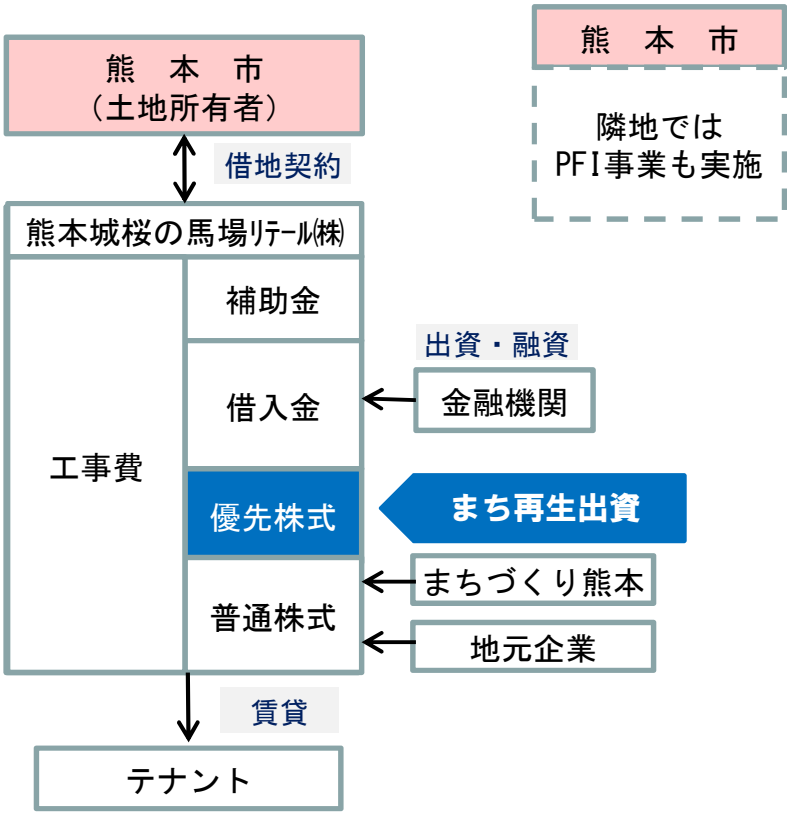 熊　本　市
（土地所有者）
借地契約
熊　本　市
隣地では
PFI事業も実施
熊本城桜の馬場ﾘﾃｰﾙ㈱
工事費
補助金
借入金
優先株式
普通株式
出資・融資
金融機関
まち再生出資
まちづくり熊本
地元企業
賃貸
テナント